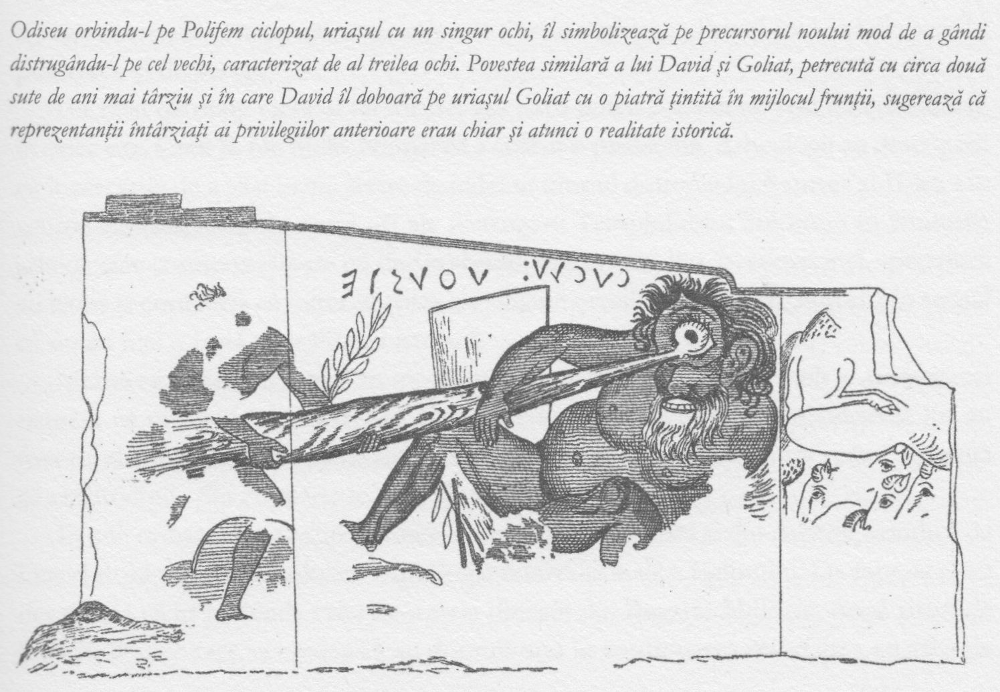 Odiseu orbindu-l pe Polifem ciclopul, uriaşul cu un singur ochi, îl simbolizează pe precursorul noului mod de a gândi
distrugându-l pe cel vechi, caracterizat de al treilea ochi. Povestea similară a lui David şi Goliat, petrecută cu circa două
sute de ani mai târziu şi în care David îl doboară pe uriaşul Goliat cu o piatră ţintită în mijlocul frunţii, sugerează că
reprezentanţii întârziaţi ai privilegiilor anterioare erau chiar şi atunci o realitate istorică.